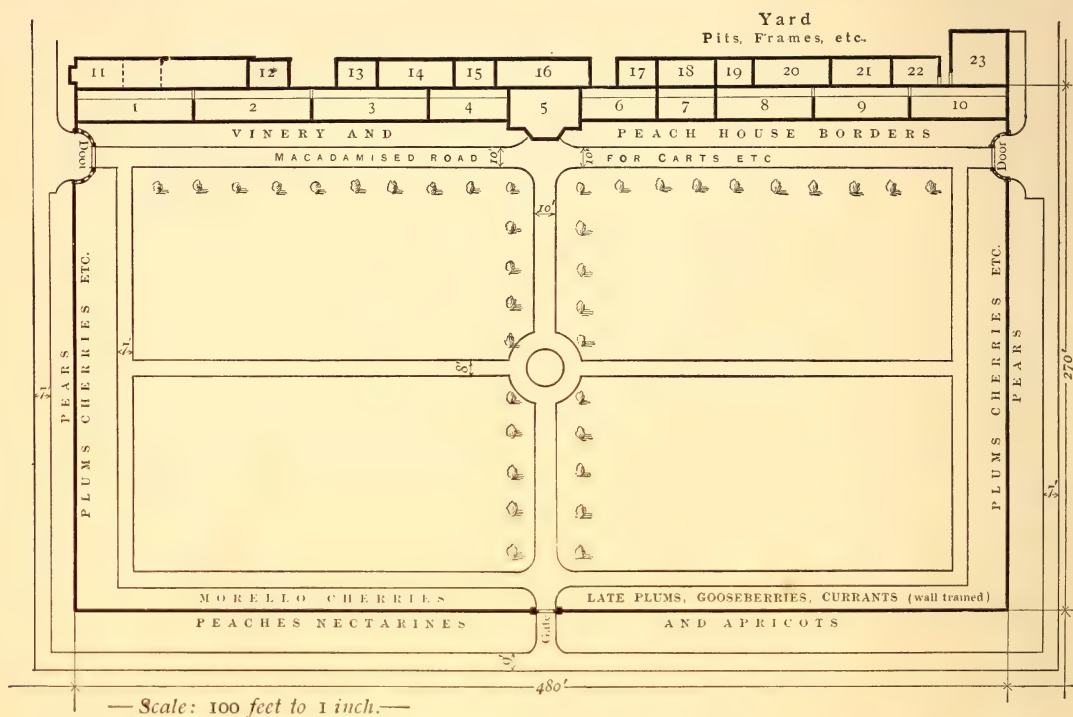 Yard
Pits, Frames, etc.
11
12
13
14
15
16
17
18
19
20
21
22
23
1
2
3
4
5
6
7
8
9
10
VINERY AND
PEACH HOUSE BORDERS
Door
MACADAMISED ROAD
10'
10'
FOR CARTS ETC
Door
10'
PEARS
PLUMS CHERRIES ETC.
PLUMS CHERRIES ETC.
PEARS
270'
7'
7'
8'
7'
MORELLO CHERRIES
LATE PLUMS, GOOSEBERRIES, CURRANTS (wall trained)
PEACHES NECTARINES
Gate
AND APRICOTS
9'
480'
— Scale: 100 feet to 1 inch. —